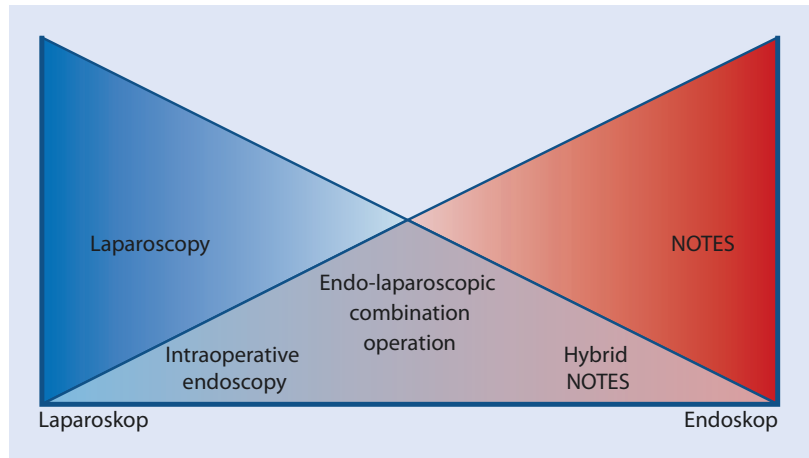 Laparoscopy
NOTES
Endo-laparoscopic
combination
operation
Intraoperative
endoscopy
Hybrid
NOTES
Laparoskop
Endoskop